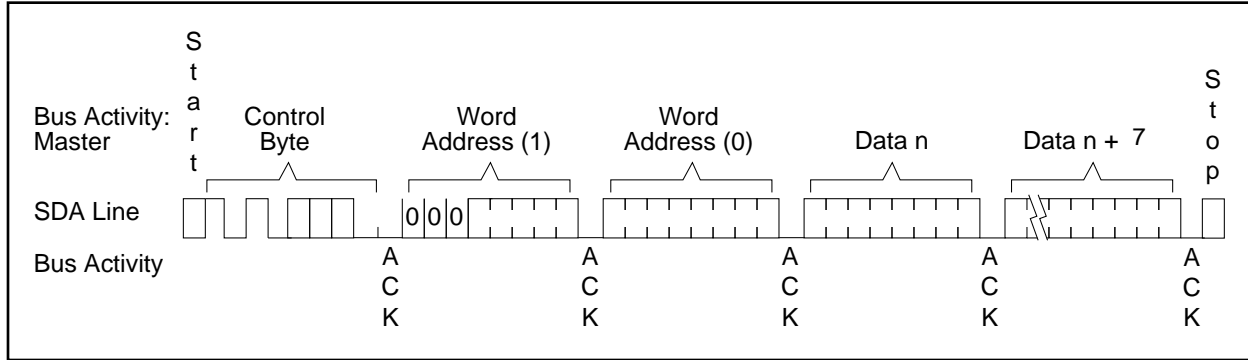 Start
Stop
Bus Activity:
Master
Control
Byte
Word
Address (1)
Word
Address (0)
Data n
Data n + 7
SDA Line
0 0 0
Bus Activity
ACK
ACK
ACK
ACK
ACK